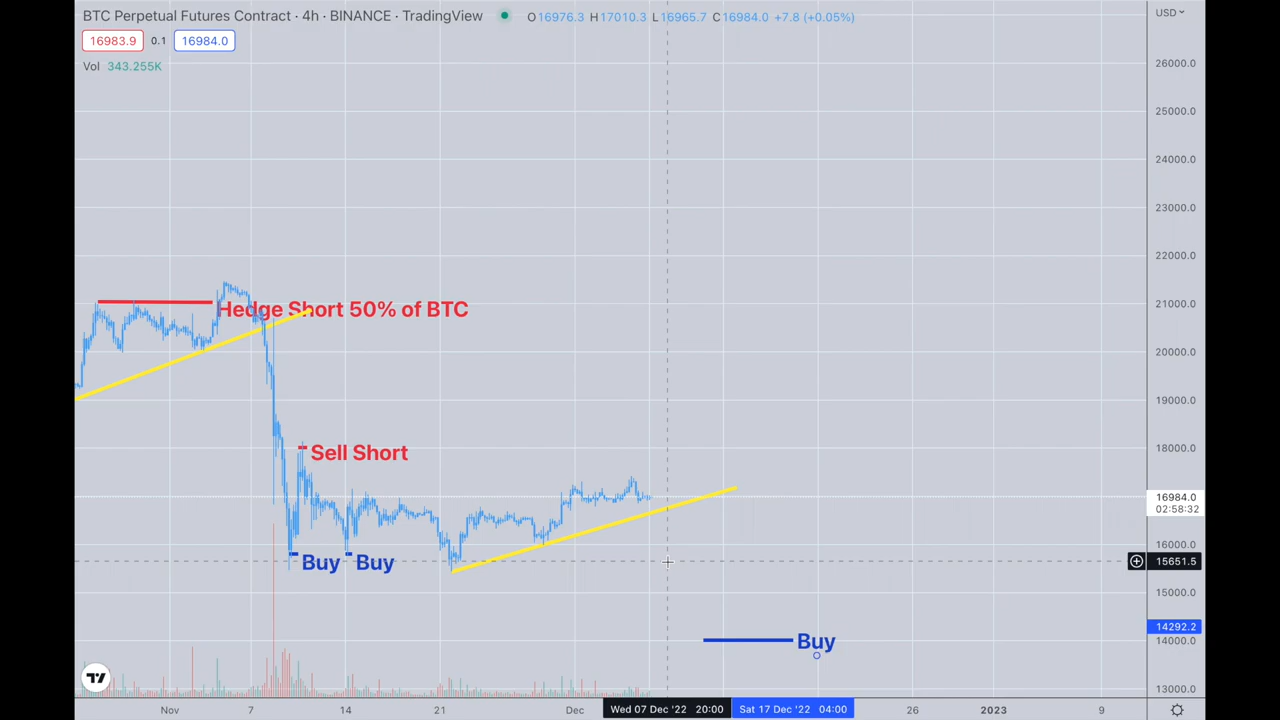 BTC Perpetual Futures Contract · 4h · BINANCE · TradingView O16976.3 H17010.3 L16965.7 C16984.0 +7.8 (+0.05%) USD
16983.9 0.1 16984.0
Vol 343.255K
26000.0
25000.0
24000.0
23000.0
22000.0
21000.0
Hedge Short 50% of BTC
20000.0
19000.0
18000.0
Sell Short
16984.0
02:58:32
16000.0
Buy Buy
15651.5
15000.0
14292.2
14000.0
Buy
13000.0
Nov 7 14 21 Dec Wed 07 Dec '22 20:00 Sat 17 Dec '22 04:00 26 2023 9